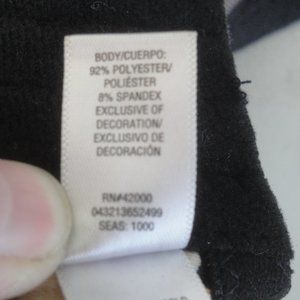 BODY/CUERPO:
92% POLYESTER/
POLIÉSTER
8% SPANDEX
EXCLUSIVE OF
DECORATION/
EXCLUSIVO DE
DECORACIÓN
RN#42000
043213652499
SEAS: 1000